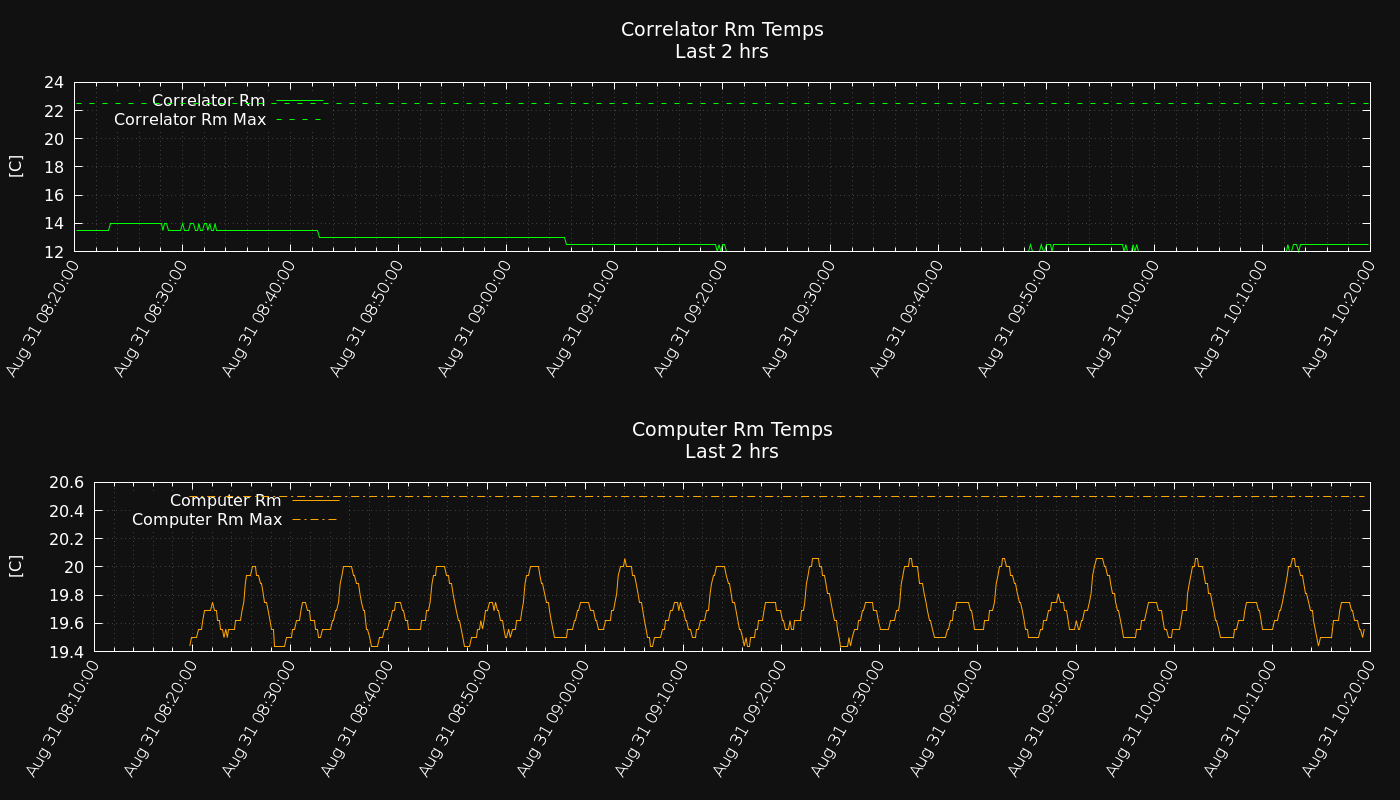 Correlator Rm Temps
Last 2 hrs
24
22
20
18
16
14
12
[C]
Correlator Rm
Correlator Rm Max
Aug 31 08:20:00
Aug 31 08:30:00
Aug 31 08:40:00
Aug 31 08:50:00
Aug 31 09:00:00
Aug 31 09:10:00
Aug 31 09:20:00
Aug 31 09:30:00
Aug 31 09:40:00
Aug 31 09:50:00
Aug 31 10:00:00
Aug 31 10:10:00
Aug 31 10:20:00
Computer Rm Temps
Last 2 hrs
20.6
20.4
20.2
20
19.8
19.6
19.4
[C]
Computer Rm
Computer Rm Max
Aug 31 08:10:00
Aug 31 08:20:00
Aug 31 08:30:00
Aug 31 08:40:00
Aug 31 08:50:00
Aug 31 09:00:00
Aug 31 09:10:00
Aug 31 09:20:00
Aug 31 09:30:00
Aug 31 09:40:00
Aug 31 09:50:00
Aug 31 10:00:00
Aug 31 10:10:00
Aug 31 10:20:00